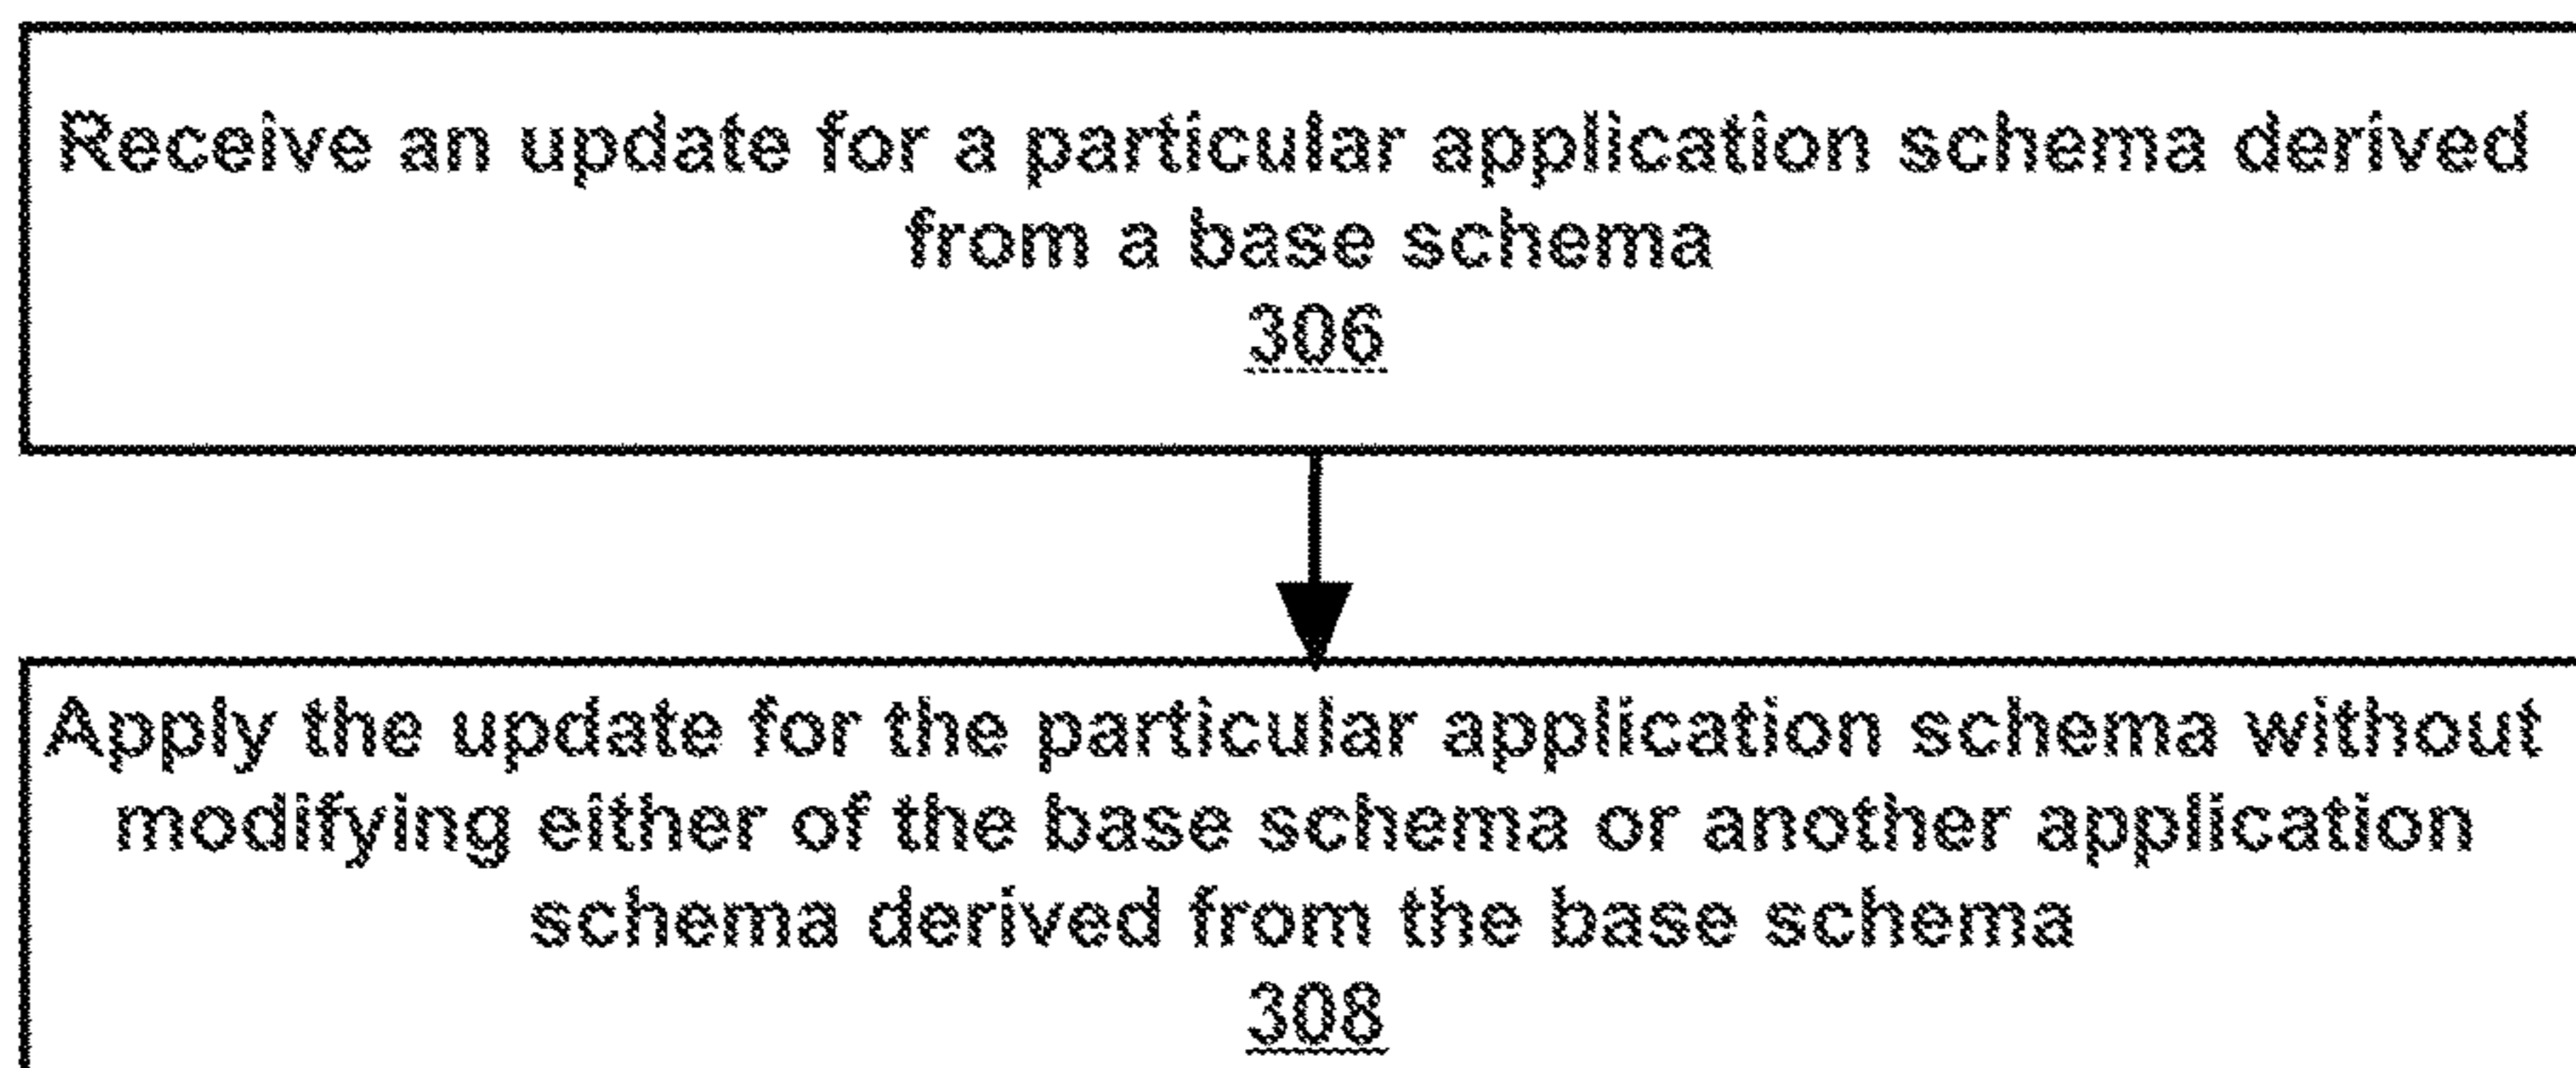 Receive an update for a particular application schema derived
from a base schema
306
Apply the update for the particular application schema without
modifying either of the base schema or another application
schema derived from the base schema
308